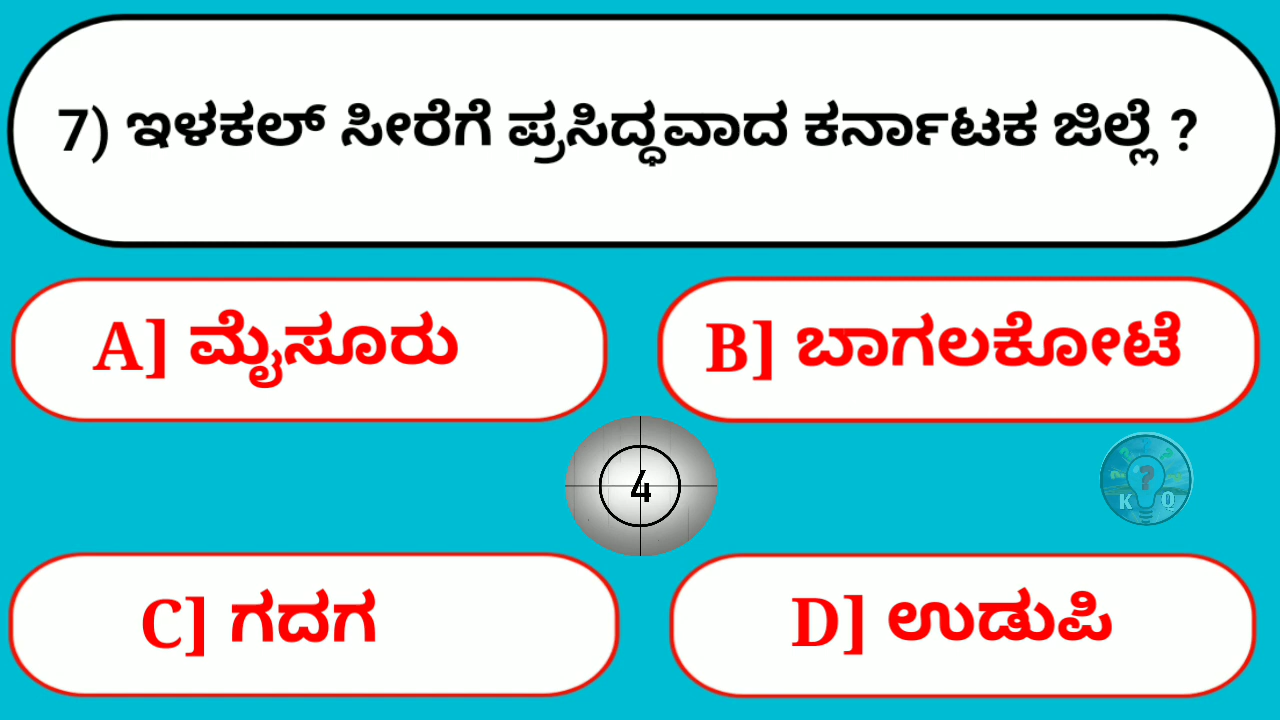 7) ಇಳಕಲ್ ಸೀರೆಗೆ ಪ್ರಸಿದ್ಧವಾದ ಕರ್ನಾಟಕ ಜಿಲ್ಲೆ ?
A] ಮೈಸೂರು
B] ಬಾಗಲಕೋಟೆ
4
? ? ? ? ?
?
K Q
C] ಗದಗ
D] ಉಡುಪಿ